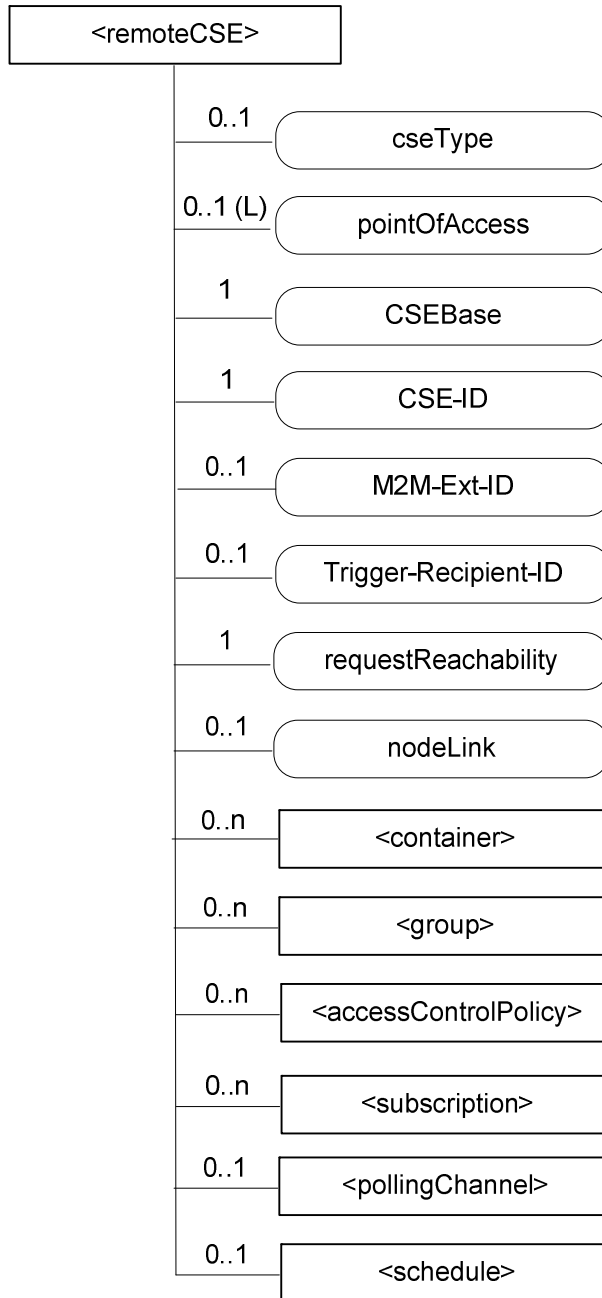 <remoteCSE>
0..1
cseType
0..1 (L)
pointOfAccess
1
CSEBase
1
CSE-ID
0..1
M2M-Ext-ID
0..1
Trigger-Recipient-ID
1
requestReachability
0..1
nodeLink
0..n
<container>
0..n
<group>
0..n
<accessControlPolicy>
0..n
<subscription>
0..1
<pollingChannel>
0..1
<schedule>